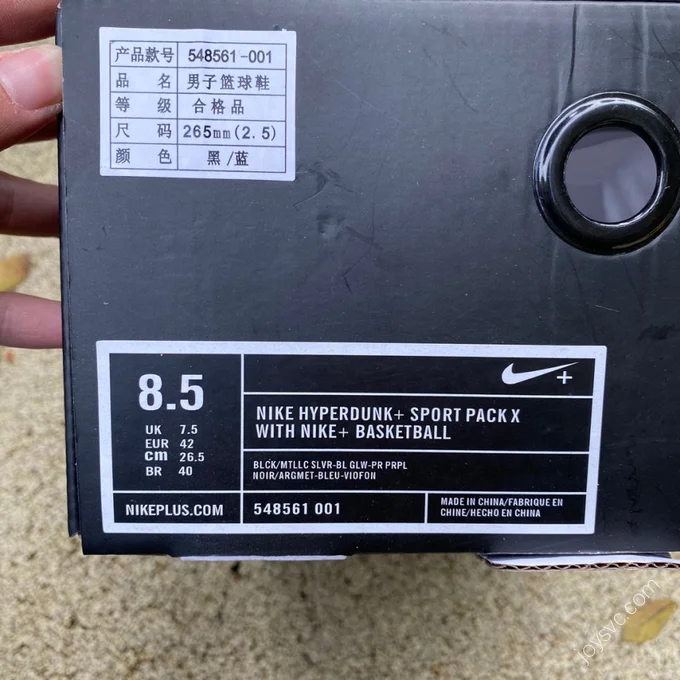 产品款号 548561-001
品 名 男子篮球鞋
等 级 合格品
尺 码 265mm(2.5)
颜 色 黑/蓝
8.5
UK 7.5
EUR 42
cm 26.5
BR 40
NIKEPLUS.COM
+
NIKE HYPERDUNK+ SPORT PACK X
WITH NIKE+ BASKETBALL
BLCK/MTLLC SLVR-BL GLW-PR PRPL
NOIR/ARGMET-BLEU-VIOFON
548561 001
MADE IN CHINA/FABRIQUE EN
CHINE/HECHO EN CHINA
joysvc.com